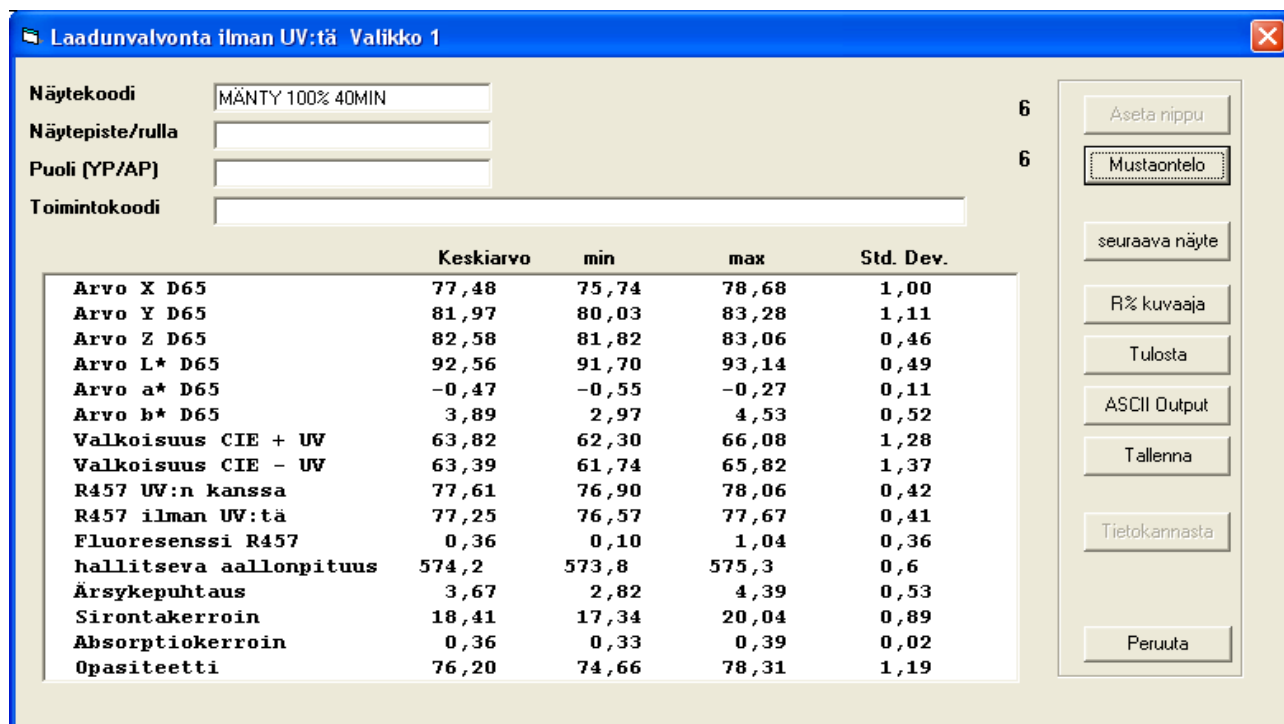 Laadunvalvonta ilman UV:tä Valikko 1
Näytekoodi MÄNTY 100% 40MIN
Näytepiste/rulla
Puoli (YP/AP)
Toimintokoodi
6
6
Aseta nippu
Mustaontelo
seuraava näyte
R% kuvaaja
Tulosta
ASCII Output
Tallenna
Tietokannasta
Peruuta
Keskiarvo min max Std. Dev.
Arvo X D65 77,48 75,74 78,68 1,00
Arvo Y D65 81,97 80,03 83,28 1,11
Arvo Z D65 82,58 81,82 83,06 0,46
Arvo L* D65 92,56 91,70 93,14 0,49
Arvo a* D65 -0,47 -0,55 -0,27 0,11
Arvo b* D65 3,89 2,97 4,53 0,52
Valkoisuus CIE + UV 63,82 62,30 66,08 1,28
Valkoisuus CIE - UV 63,39 61,74 65,82 1,37
R457 UV:n kanssa 77,61 76,90 78,06 0,42
R457 ilman UV:tä 77,25 76,57 77,67 0,41
Fluoresenssi R457 0,36 0,10 1,04 0,36
hallitseva aallonpituus 574,2 573,8 575,3 0,6
Ärsykepuhtaus 3,67 2,82 4,39 0,53
Sirontakerroin 18,41 17,34 20,04 0,89
Absorptiokerroin 0,36 0,33 0,39 0,02
Opasiteetti 76,20 74,66 78,31 1,19